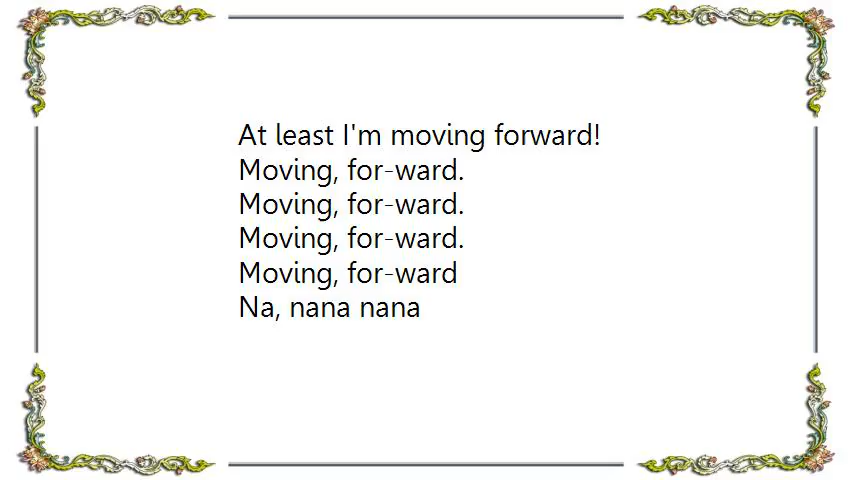 At least I'm moving forward!
Moving, for-ward.
Moving, for-ward.
Moving, for-ward.
Moving, for-ward
Na, nana nana